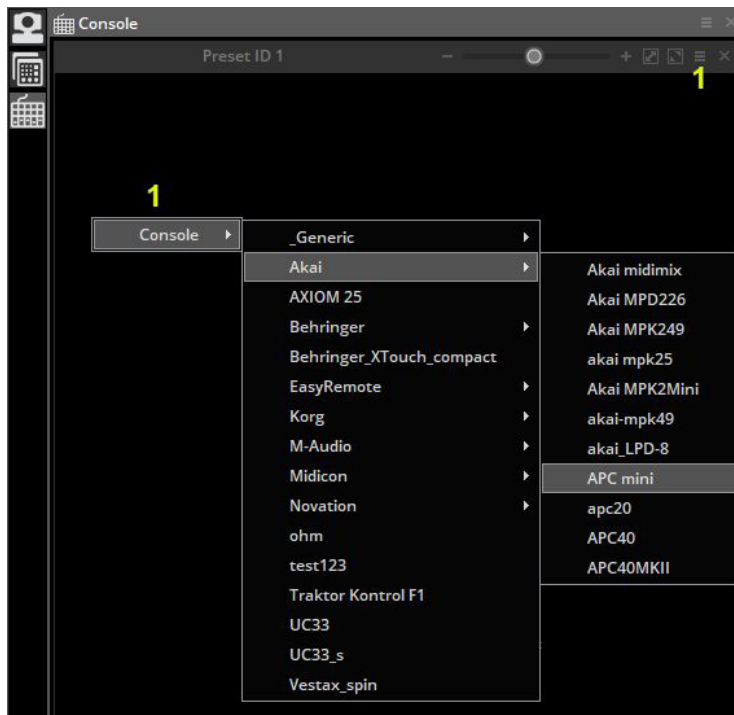 Console
Preset ID 1
1
1
Console
_Generic
Akai
AXIOM 25
Behringer
Behringer_XTouch_compact
EasyRemote
Korg
M-Audio
Midicon
Novation
ohm
test123
Traktor Kontrol F1
UC33
UC33_s
Vestax_spin
Akai midimix
Akai MPD226
Akai MPK249
akai mpk25
Akai MPK2Mini
akai-mpk49
akai_LPD-8
APC mini
apc20
APC40
APC40MKII